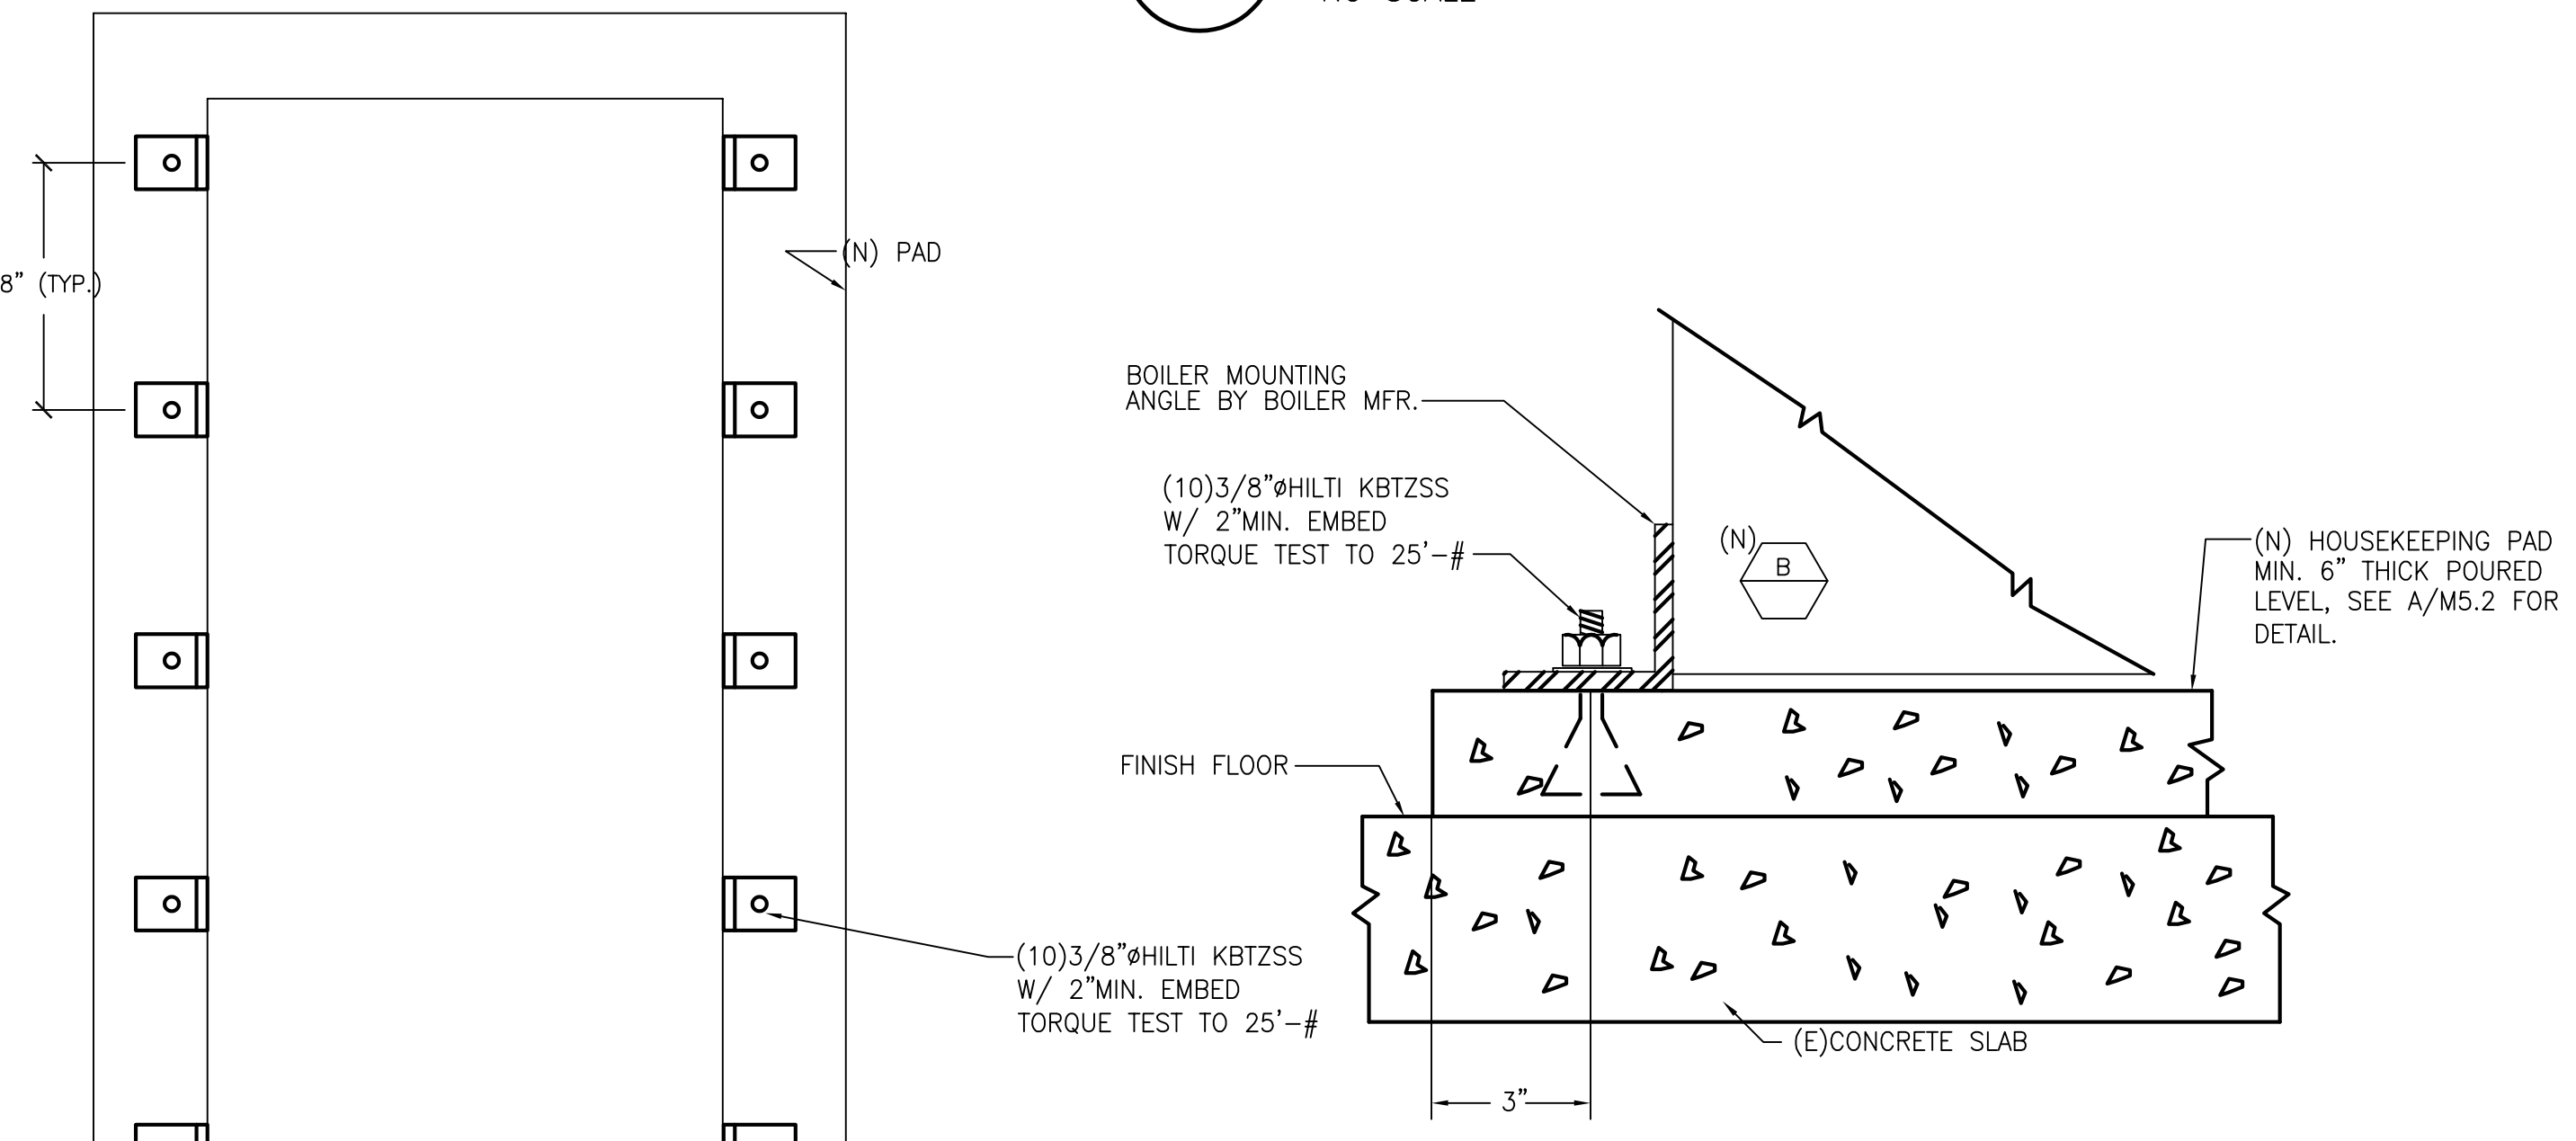 NO SCALE
8” (TYP.)
(N) PAD
BOILER MOUNTING
ANGLE BY BOILER MFR.
(10)3/8”øHILTI KBTZSS
W/ 2”MIN. EMBED
TORQUE TEST TO 25’-#
(N)
B
(N) HOUSEKEEPING PAD
MIN. 6” THICK POURED
LEVEL, SEE A/M5.2 FOR
DETAIL.
FINISH FLOOR
(10)3/8”øHILTI KBTZSS
W/ 2”MIN. EMBED
TORQUE TEST TO 25’-#
(E)CONCRETE SLAB
3”